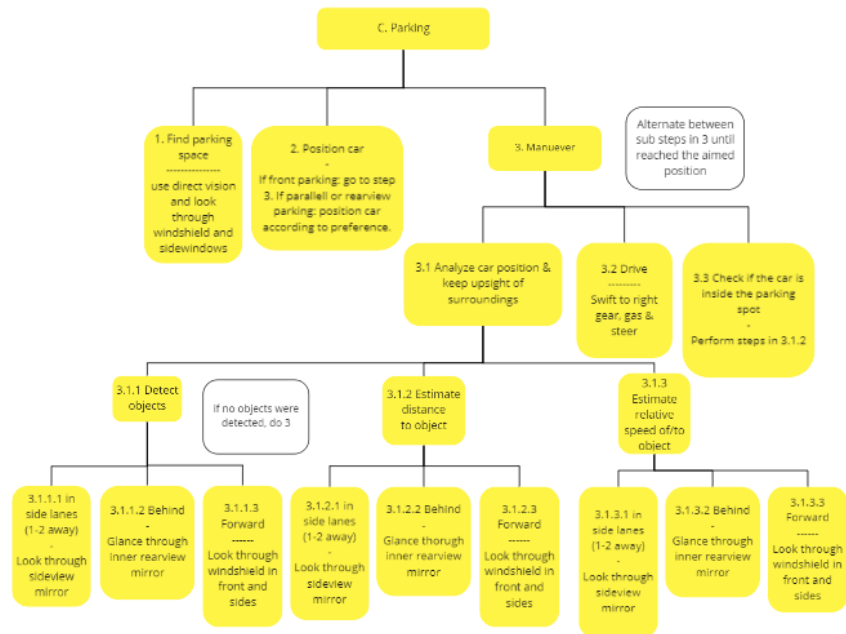 C. Parking
1. Find parking
space
---------------
use direct vision
and look
through
windshield and
sidewindows
2. Position car
-
If front parking: go to step
3. If parallell or rearview
parking: position car
according to preference.
3. Manuever
Alternate between
sub steps in 3 until
reached the aimed
position
3.1 Analyze car position &
keep upsight of
surroundings
3.2 Drive
---------
Swift to right
gear, gas &
steer
3.3 Check if the car is
inside the parking
spot
-
Perform steps in 3.1.2
3.1.1 Detect
objects
If no objects were
detected, do 3
3.1.2 Estimate
distance
to object
3.1.3
Estimate
relative
speed of/to
object
3.1.1.1 in
side lanes
(1-2 away)
-
Look through
sideview
mirror
3.1.1.2 Behind
-
Glance through
inner rearview
mirror
3.1.1.3
Forward
------
Look through
windshield in
front and
sides
3.1.2.1 in
side lanes
(1-2 away)
-
Look through
sideview
mirror
3.1.2.2 Behind
-
Glance thorugh
inner rearview
mirror
3.1.2.3
Forward
------
Look through
windshield in
front and
sides
3.1.3.1 in
side lanes
(1-2 away)
-
Look through
sideview
mirror
3.1.3.2 Behind
-
Glance through
inner rearview
mirror
3.1.3.3
Forward
------
Look through
windshield in
front and
sides